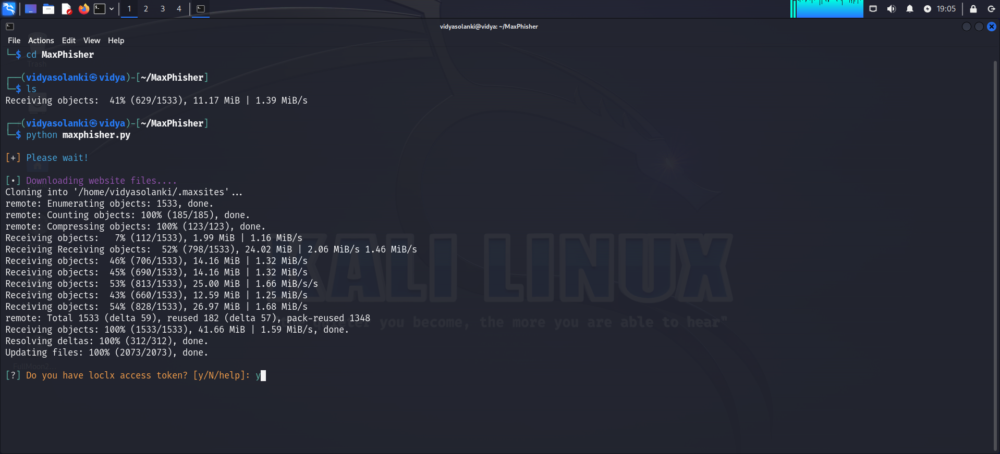 1 2 3 4 19:05
vidyasolanki@vidya: ~/MaxPhisher
File Actions Edit View Help
└─$ cd MaxPhisher
Trash
┌──(vidyasolanki㉿vidya)-[~/MaxPhisher]
└─$ ls
Receiving objects:  41% (629/1533), 11.17 MiB | 1.39 MiB/s
┌──(vidyasolanki㉿vidya)-[~/MaxPhisher]
└─$ python maxphisher.py
[+] Please wait!
[•] Downloading website files....
Cloning into '/home/vidyasolanki/.maxsites'...
remote: Enumerating objects: 1533, done.
remote: Counting objects: 100% (185/185), done.
remote: Compressing objects: 100% (123/123), done.
Receiving objects:   7% (112/1533), 1.99 MiB | 1.16 MiB/s
Receiving Receiving objects:  52% (798/1533), 24.02 MiB | 2.06 MiB/s 1.46 MiB/s
Receiving objects:  46% (706/1533), 14.16 MiB | 1.32 MiB/s
Receiving objects:  45% (690/1533), 14.16 MiB | 1.32 MiB/s
Receiving objects:  53% (813/1533), 25.00 MiB | 1.66 MiB/s/s
Receiving objects:  43% (660/1533), 12.59 MiB | 1.25 MiB/s
Receiving objects:  54% (828/1533), 26.97 MiB | 1.68 MiB/s
remote: Total 1533 (delta 59), reused 182 (delta 57), pack-reused 1348
Receiving objects: 100% (1533/1533), 41.66 MiB | 1.59 MiB/s, done.
Resolving deltas: 100% (312/312), done.
Updating files: 100% (2073/2073), done.
FullMoon2...
[?] Do you have loclx access token? [y/N/help]: y
KALI LINUX
you become, the more you are able to hear"